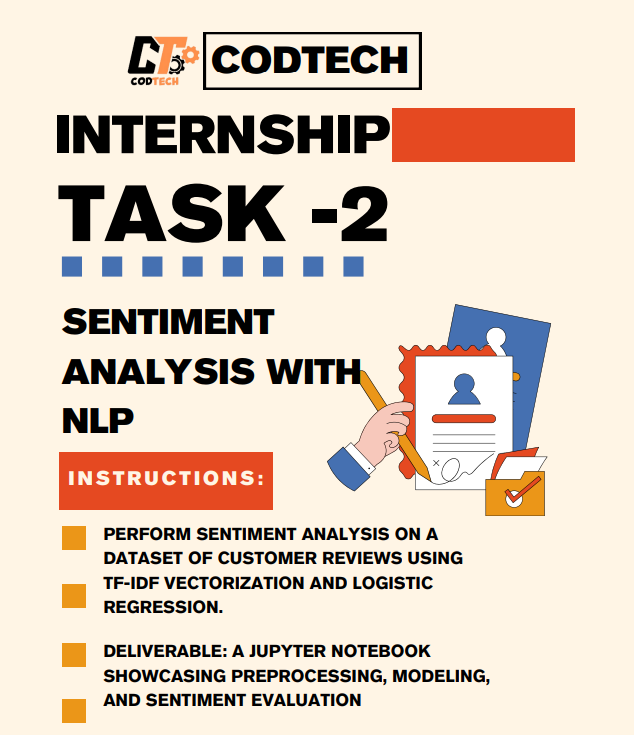 CT
CODTECH
CODTECH
INTERNSHIP
TASK -2
SENTIMENT
ANALYSIS WITH
NLP
INSTRUCTIONS:
PERFORM SENTIMENT ANALYSIS ON A
DATASET OF CUSTOMER REVIEWS USING
TF-IDF VECTORIZATION AND LOGISTIC
REGRESSION.
DELIVERABLE: A JUPYTER NOTEBOOK
SHOWCASING PREPROCESSING, MODELING,
AND SENTIMENT EVALUATION